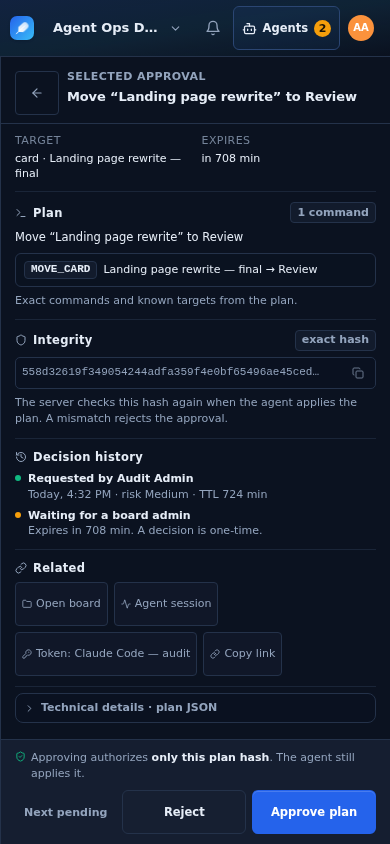 Agent Ops D…
Agents 2
AA
SELECTED APPROVAL
Move “Landing page rewrite” to Review
TARGET
EXPIRES
card · Landing page rewrite —
final
in 708 min
Plan
1 command
Move “Landing page rewrite” to Review
MOVE_CARD Landing page rewrite — final → Review
Exact commands and known targets from the plan.
Integrity
exact hash
558d32619f349054244adfa359f4e0bf65496ae45ced…
The server checks this hash again when the agent applies the
plan. A mismatch rejects the approval.
Decision history
Requested by Audit Admin
Today, 4:32 PM · risk Medium · TTL 724 min
Waiting for a board admin
Expires in 708 min. A decision is one-time.
Related
Open board
Agent session
Token: Claude Code — audit
Copy link
Technical details · plan JSON
Approving authorizes only this plan hash. The agent still
applies it.
Next pending
Reject
Approve plan